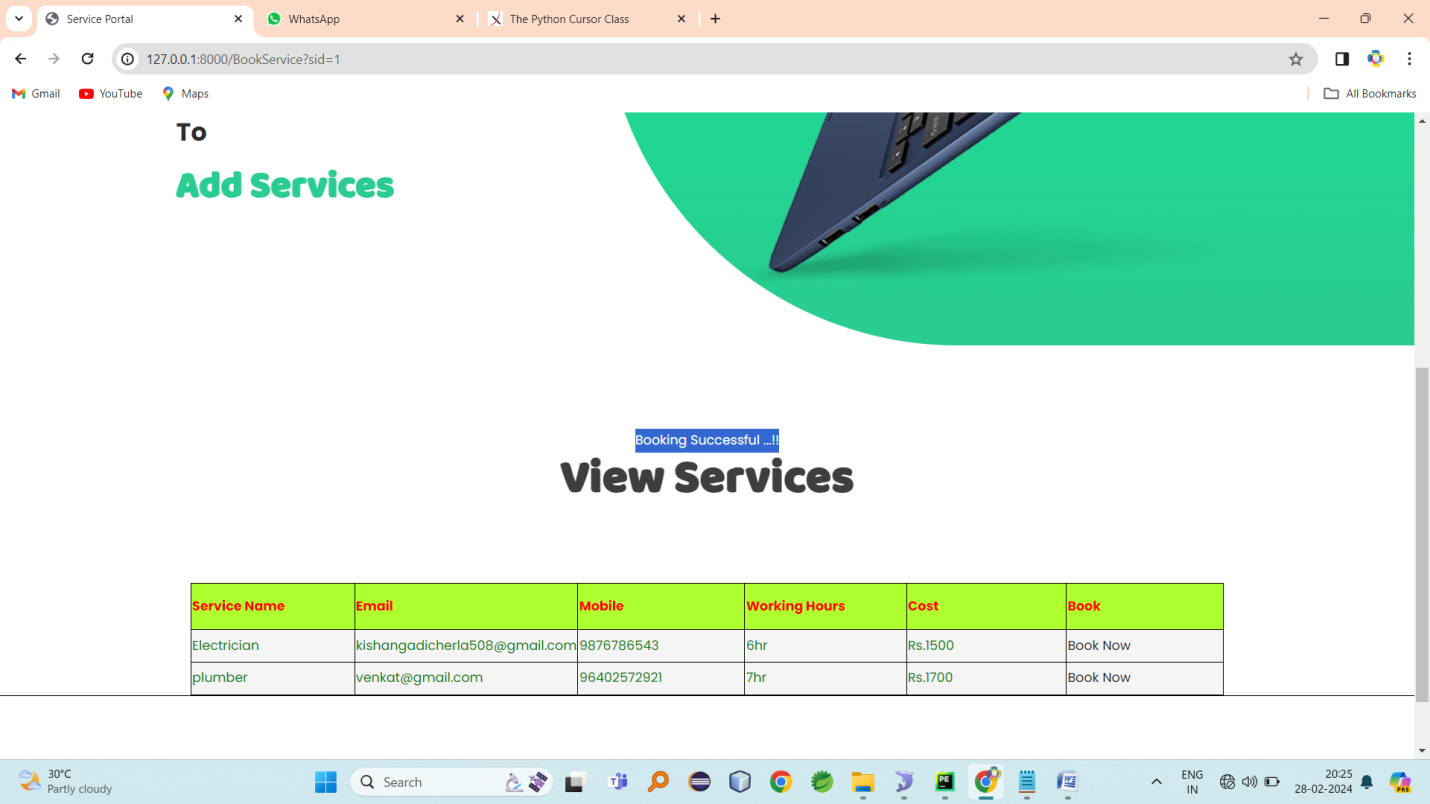 Service Portal
WhatsApp
The Python Cursor Class
127.0.0.1:8000/BookService?sid=1
Gmail YouTube Maps All Bookmarks
To
Add Services
Booking Successful ...!!
View Services
Service Name Email Mobile Working Hours Cost Book
Electrician kishangadicherla508@gmail.com 9876786543 6hr Rs.1500 Book Now
plumber venkat@gmail.com 96402572921 7hr Rs.1700 Book Now
30°C
Partly cloudy
Search
ENG
IN
20:25
28-02-2024